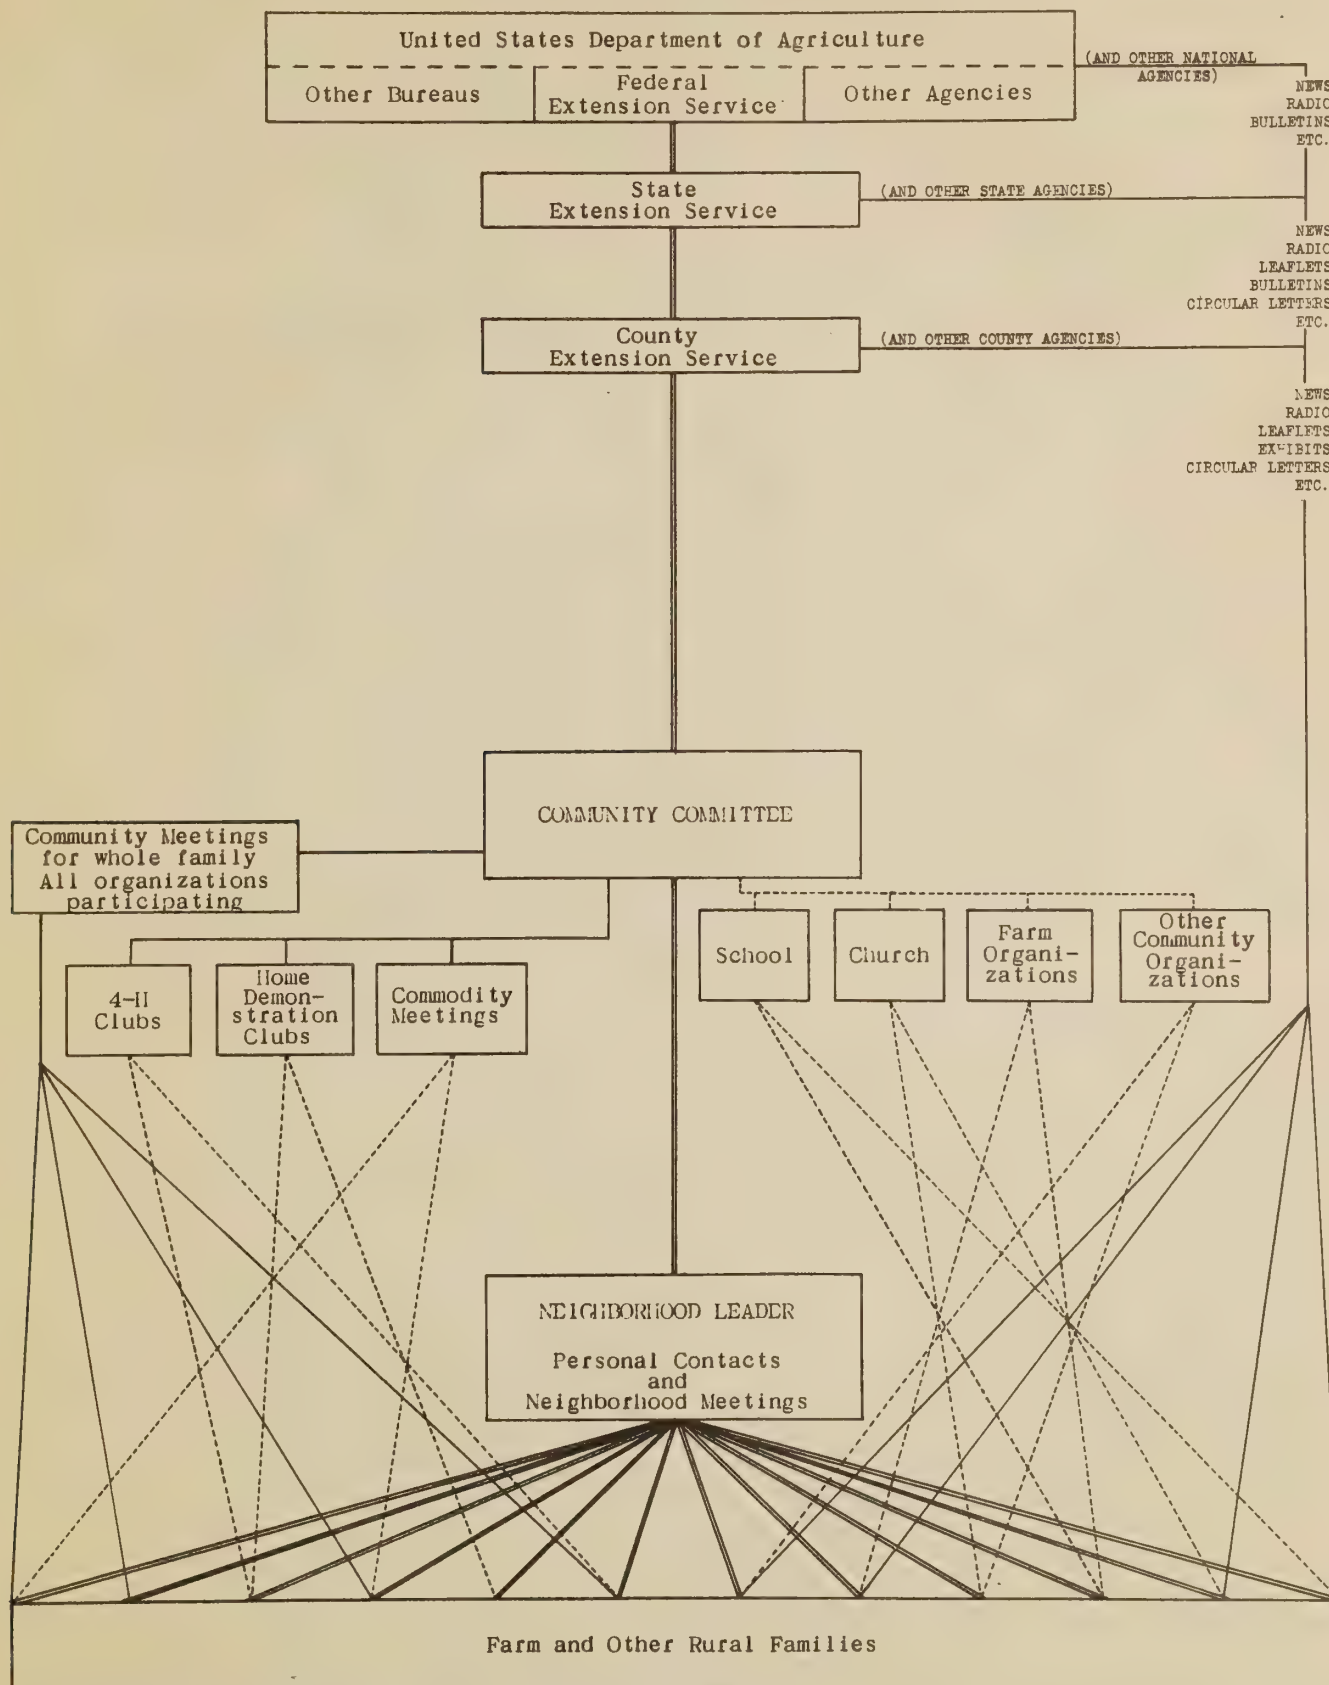 United States Department of Agriculture
Other Bureaus
Federal
Extension Service
Other Agencies
(AND OTHER NATIONAL
AGENCIES)
NEWS
RADIO
BULLETINS
ETC.
State
Extension Service
(AND OTHER STATE AGENCIES)
NEWS
RADIO
LEAFLETS
BULLETINS
CIRCULAR LETTERS
ETC.
County
Extension Service
(AND OTHER COUNTY AGENCIES)
NEWS
RADIO
LEAFLETS
EXHIBITS
CIRCULAR LETTERS
ETC.
COMMUNITY COMMITTEE
Community Meetings
for whole family
All organizations
participating
4-H
Clubs
Home
Demon-
stration
Clubs
Commodity
Meetings
School
Church
Farm
Organi-
zations
Other
Community
Organi-
zations
NEIGHBORHOOD LEADER
Personal Contacts
and
Neighborhood Meetings
Farm and Other Rural Families